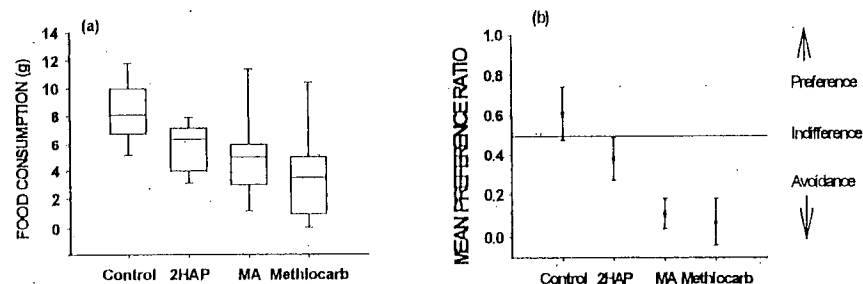 (a)
FOOD CONSUMPTION (g)
14
12
10
8
6
4
2
0
Control 2HAP MA Methiocarb
(b)
MEAN PREFERENCE RATIO
1.0
0.8
0.6
0.4
0.2
0.0
Control 2HAP MA Methiocarb
Preference
Indifference
Avoidance